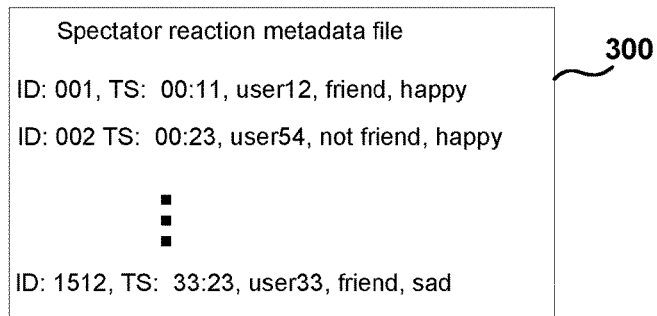 Spectator reaction metadata file
300
ID: 001, TS: 00:11, user12, friend, happy
ID: 002 TS: 00:23, user54, not friend, happy
ID: 1512, TS: 33:23, user33, friend, sad